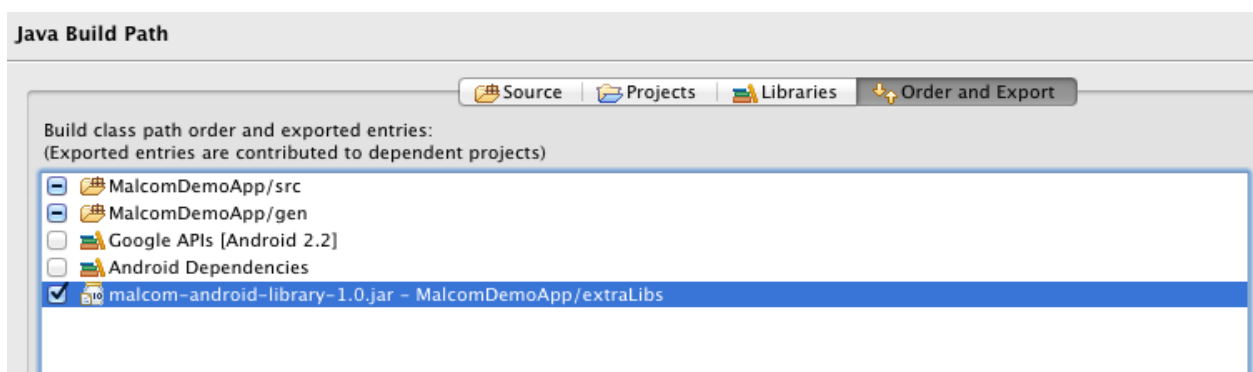 Java Build Path
Source Projects Libraries Order and Export
Build class path order and exported entries:
(Exported entries are contributed to dependent projects)
MalcomDemoApp/src
MalcomDemoApp/gen
Google APIs [Android 2.2]
Android Dependencies
malcom-android-library-1.0.jar – MalcomDemoApp/extraLibs